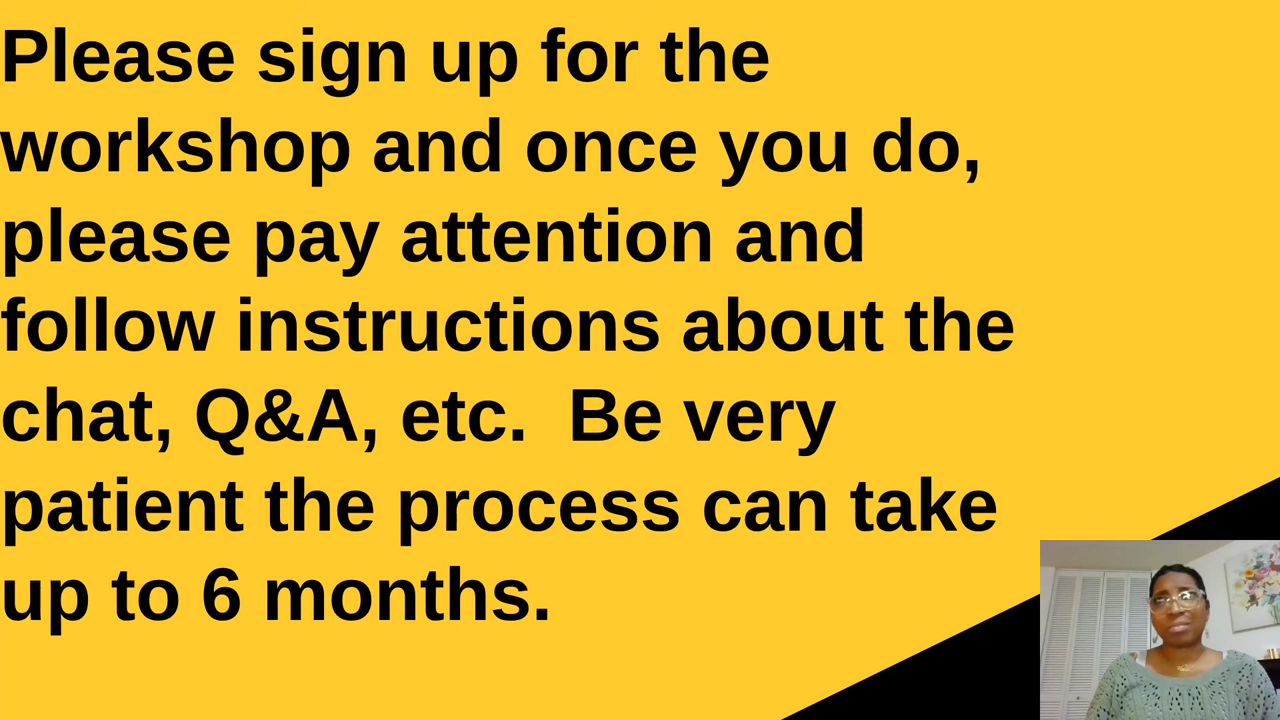 Please sign up for the
workshop and once you do,
please pay attention and
follow instructions about the
chat, Q&A, etc.  Be very
patient the process can take
up to 6 months.